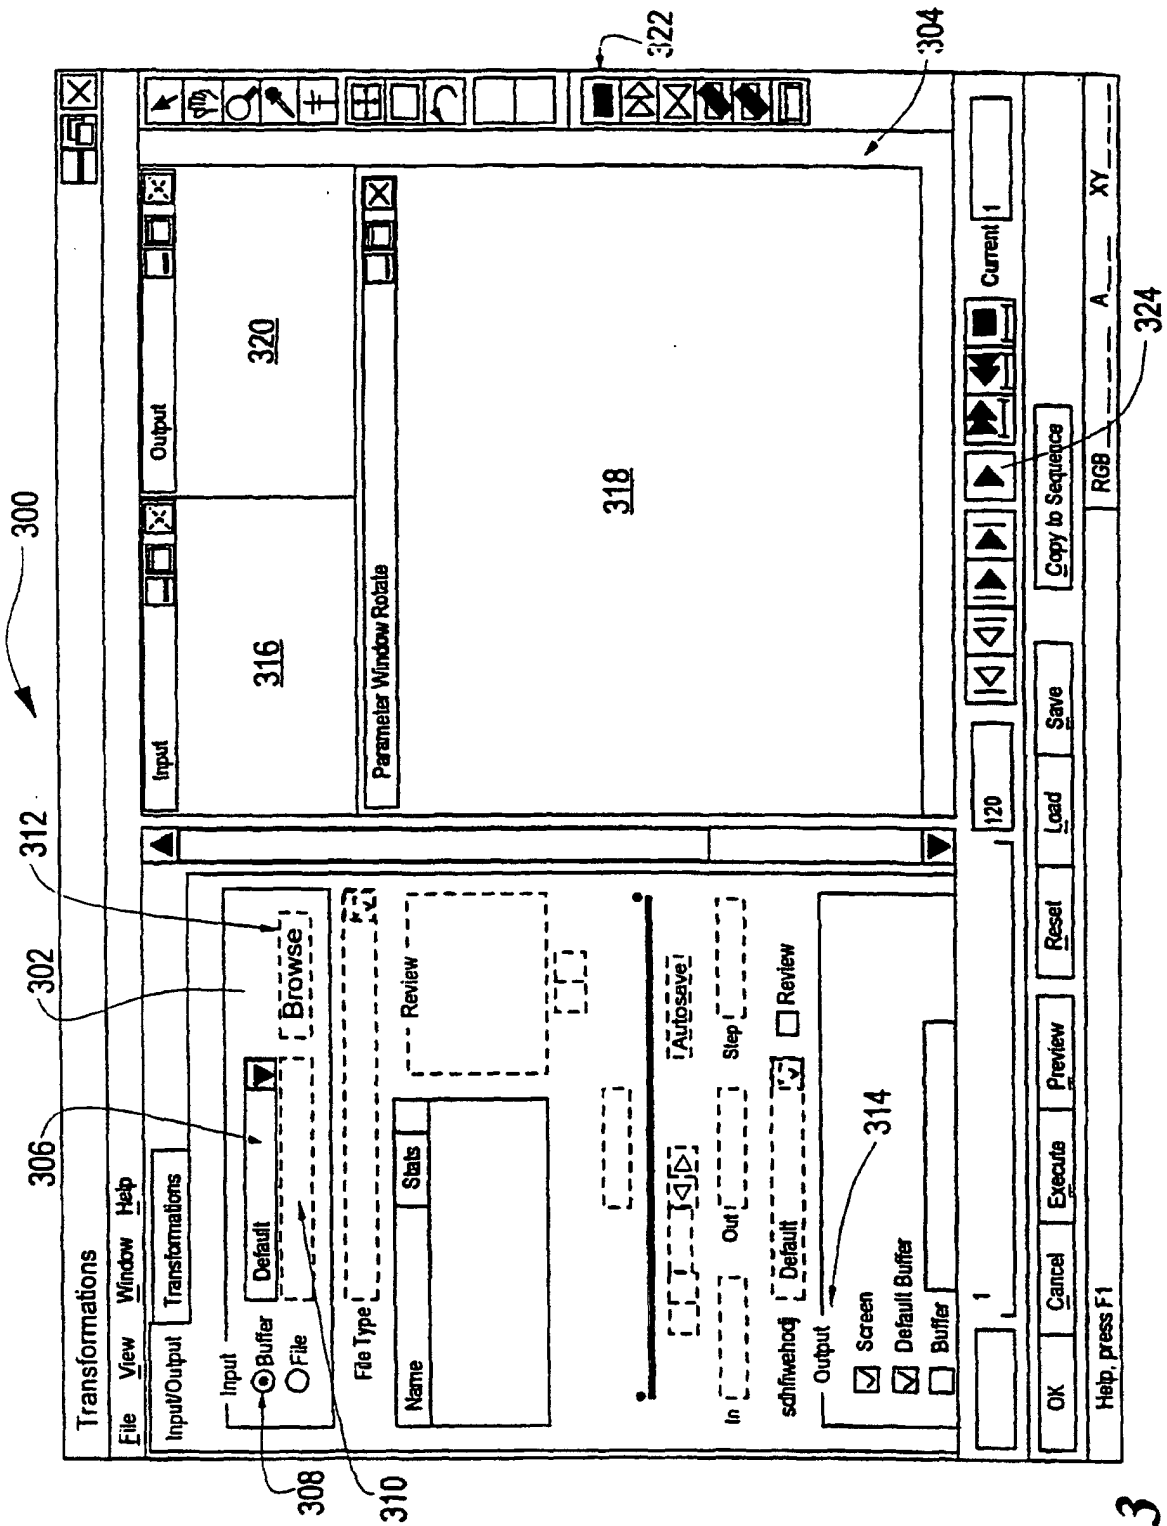 300
Transformations
File View Window Help
Input/Output Transformations
302
312
306
Input
Buffer
Default
File
Browse
308
310
File Type
Name Stats
Review
Autosave
In Out Step
sdhfiwehodj Default Review
Output
314
Screen
Default Buffer
Buffer
Input
316
Output
320
Parameter Window Rotate
318
322
304
1 120
Current 1
324
OK Cancel Execute Preview Reset Load Save Copy to Sequence
Help, press F1
RGB A XY
3